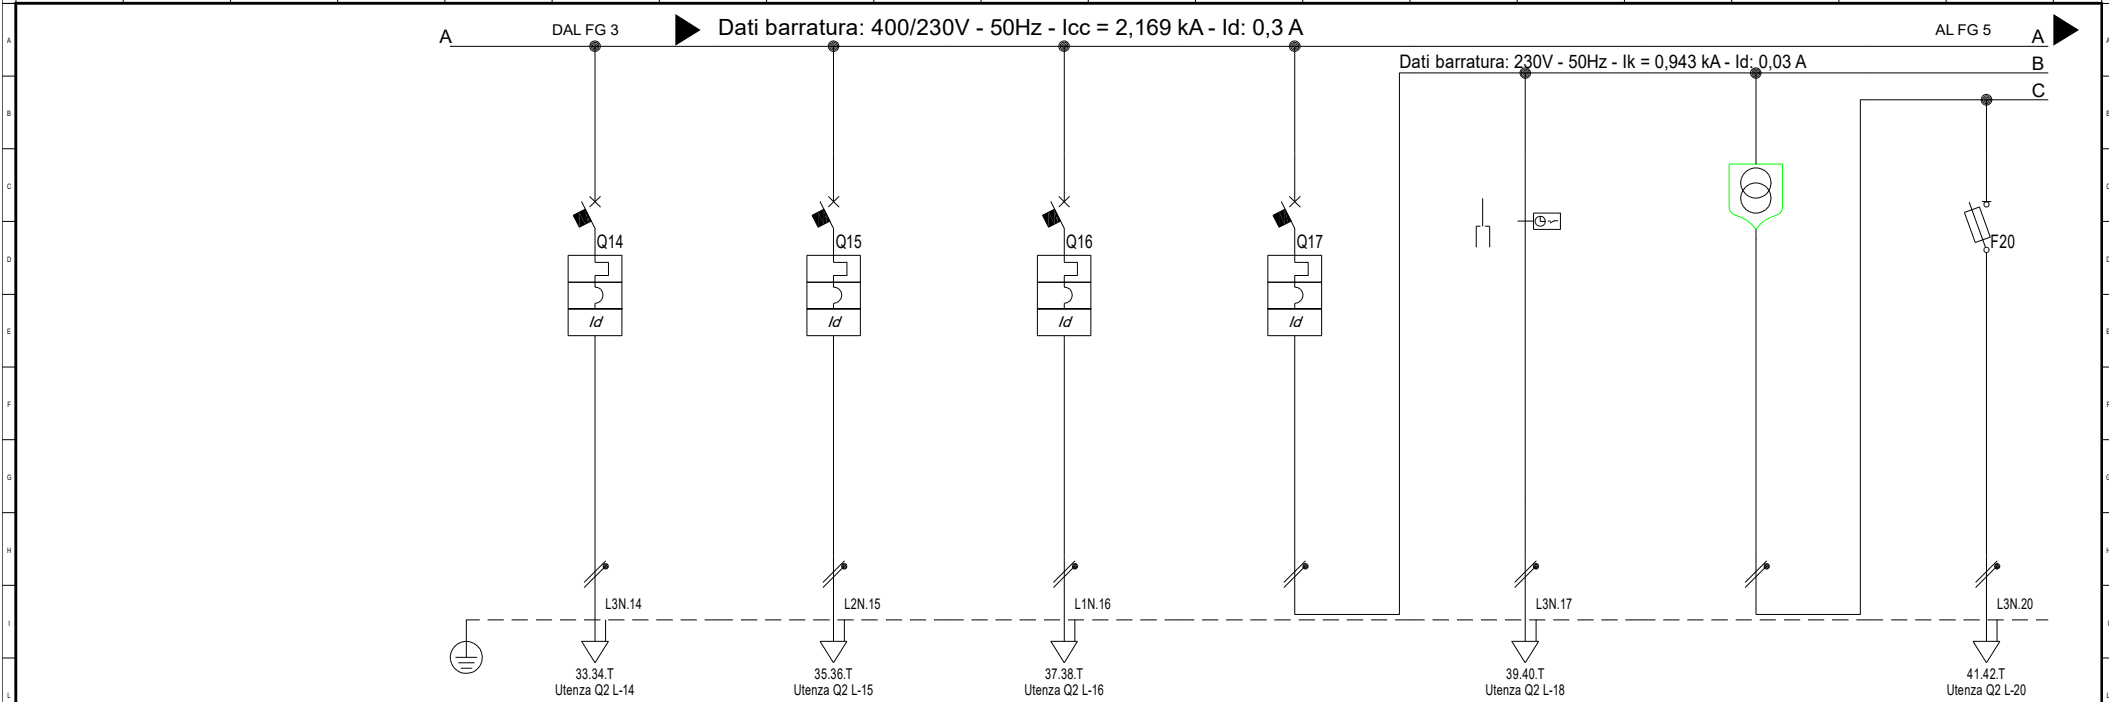 DAL FG 3
Dati barratura: 400/230V - 50Hz - Icc = 2,169 kA - Id: 0,3 A
AL FG 5
A
A
Dati barratura: 230V - 50Hz - Ik = 0,943 kA - Id: 0,03 A
B
C
A
B
C
D
E
F
G
H
I
L
Q14
Q15
Q16
Q17
F20
Id
Id
Id
Id
L3N.14
L2N.15
L1N.16
L3N.17
L3N.20
33.34.T
Utenza Q2 L-14
35.36.T
Utenza Q2 L-15
37.38.T
Utenza Q2 L-16
39.40.T
Utenza Q2 L-18
41.42.T
Utenza Q2 L-20